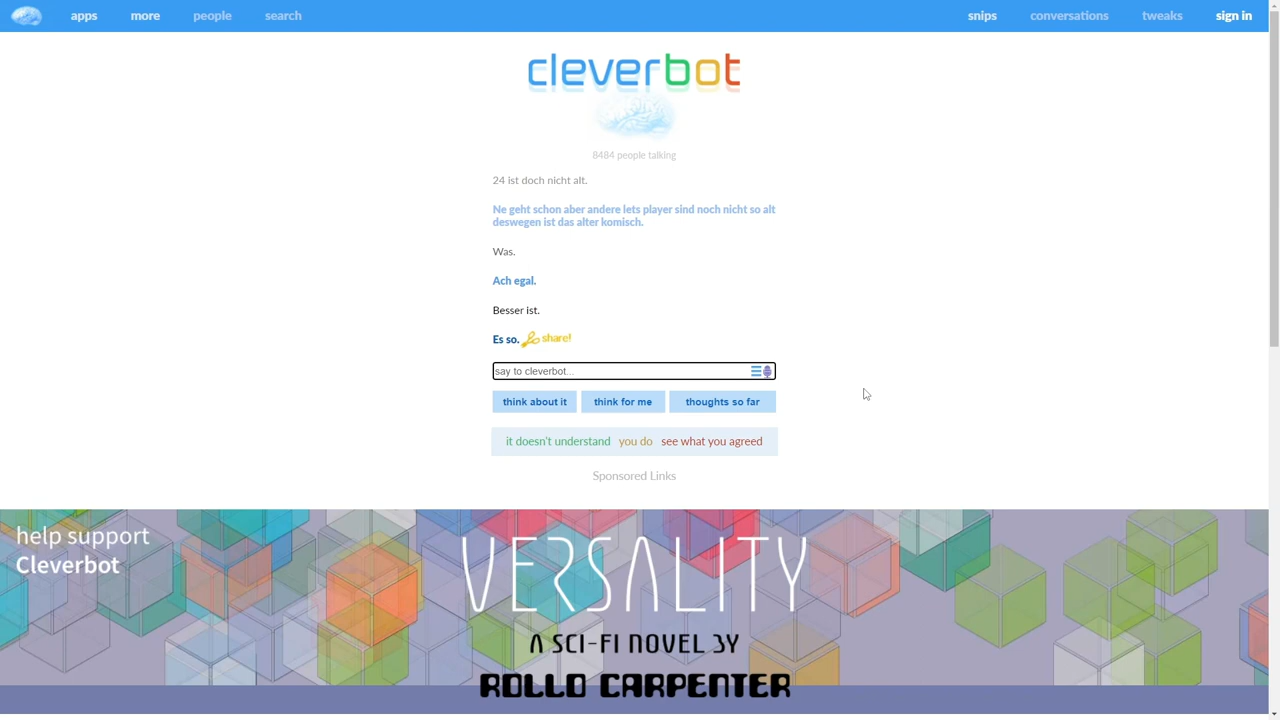 apps more people search snips conversations tweaks sign in
cleverbot
8484 people talking
24 ist doch nicht alt.
Ne geht schon aber andere lets player sind noch nicht so alt
deswegen ist das alter komisch.
Was.
Ach egal.
Besser ist.
Es so. share!
say to cleverbot...
think about it think for me thoughts so far
it doesn't understand you do see what you agreed
Sponsored Links
help support
Cleverbot
VERSALITY
A SCI-FI NOVEL BY
ROLLO CARPENTER